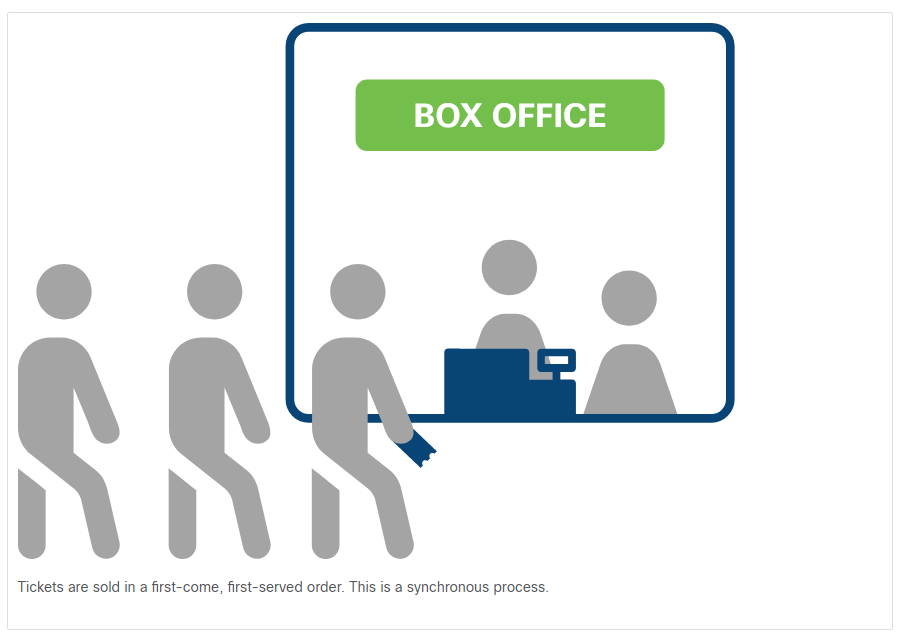 BOX OFFICE
Tickets are sold in a first-come, first-served order. This is a synchronous process.